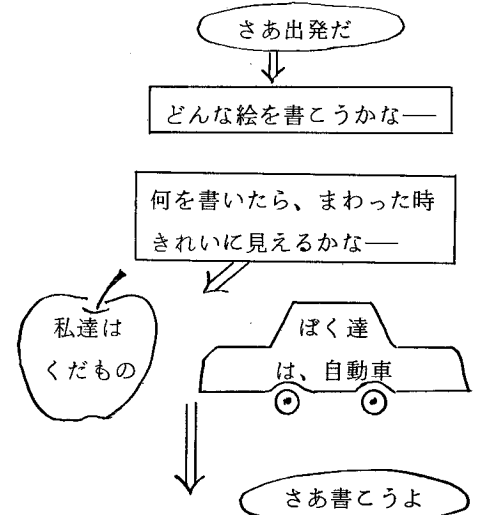 さあ出発だ
どんな絵を書こうかな──
何を書いたら、まわった時
きれいに見えるかな──
私達は
くだもの
ぼく達
は、自動車
さあ書こうよ